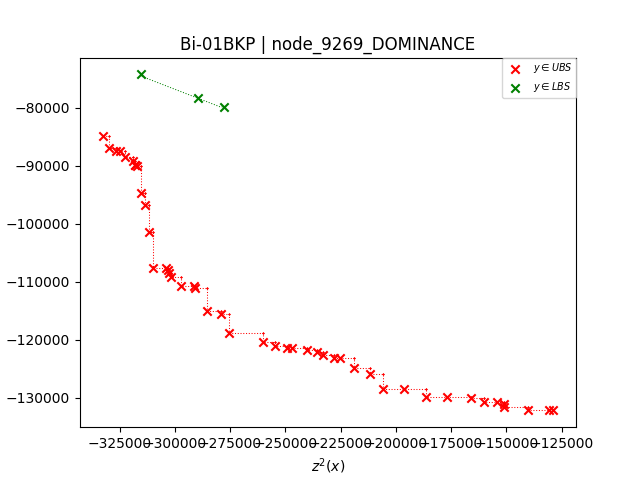 Bi-01BKP | node_9269_DOMINANCE
y ∈ UBS
y ∈ LBS
−80000
−90000
−100000
−110000
−120000
−130000
−325000 −300000 −275000 −250000 −225000 −200000 −175000 −150000 −125000
z²(x)